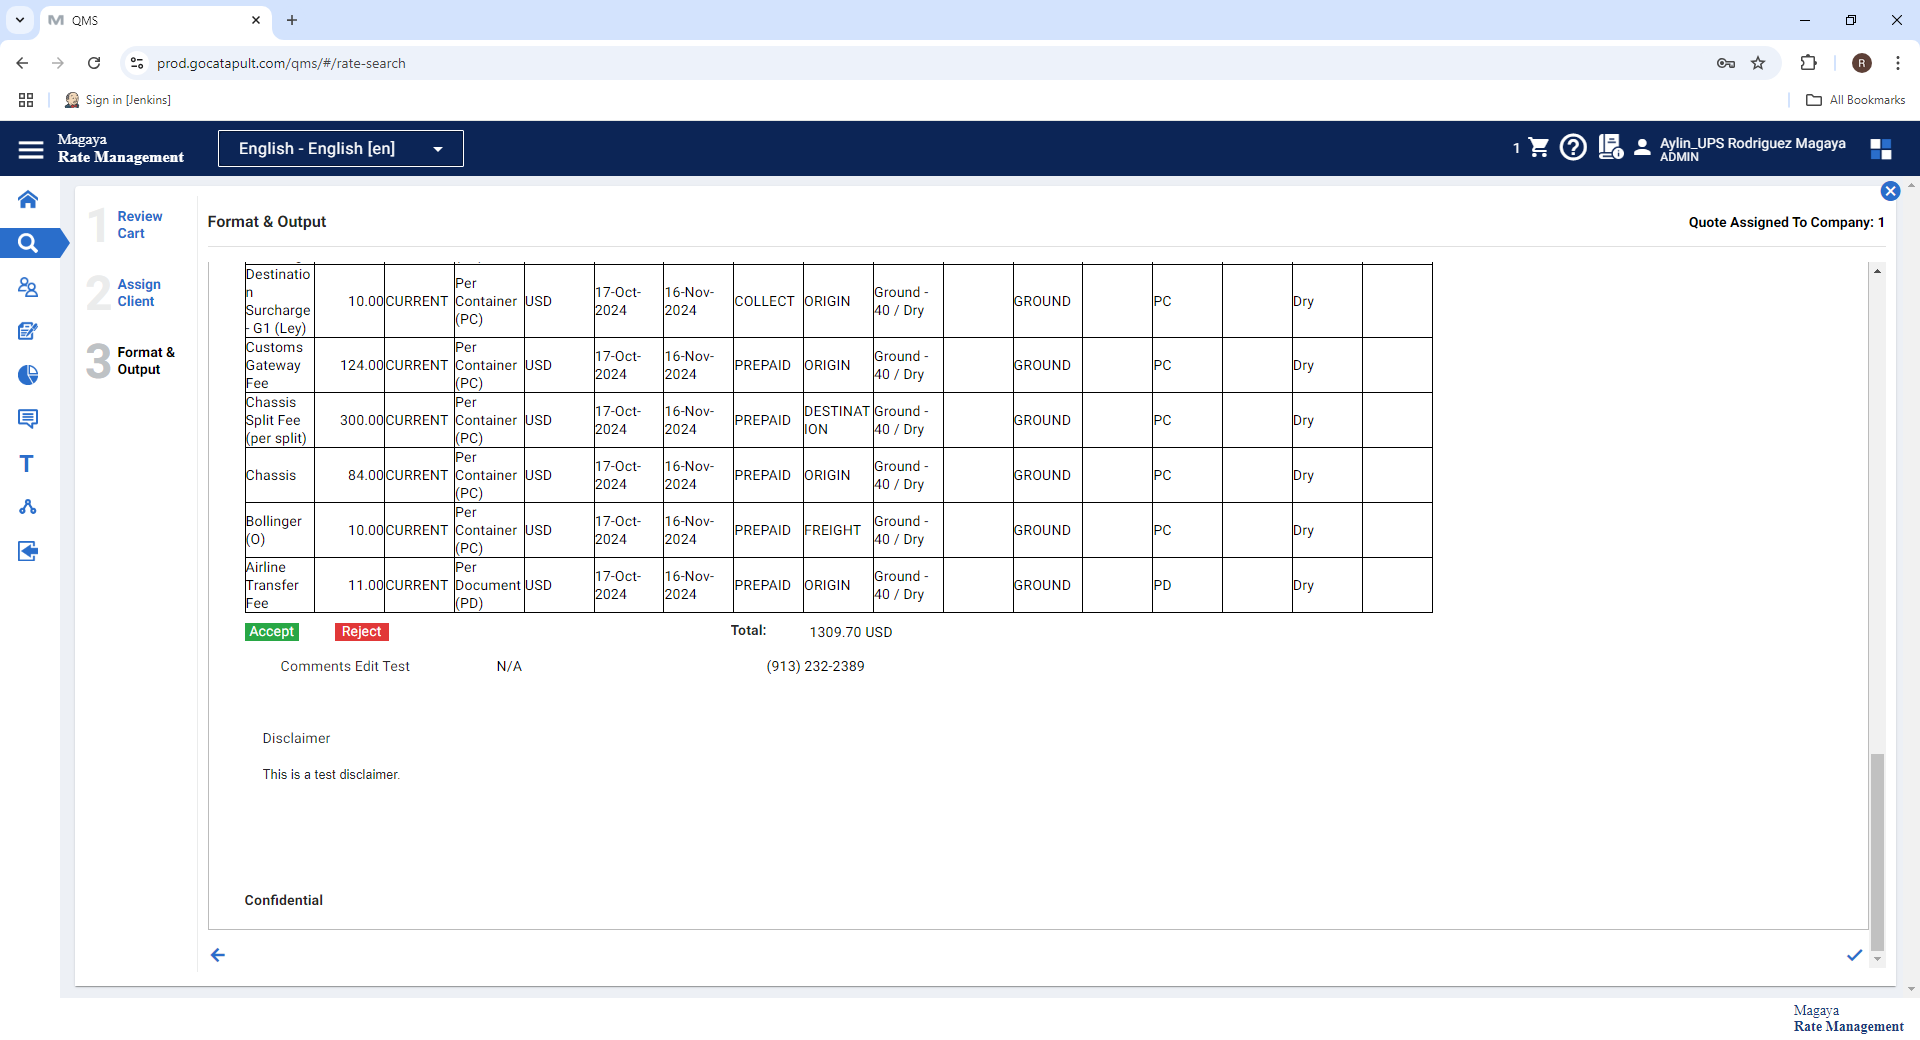 QMS
prod.gocatapult.com/qms/#/rate-search
R
Sign in [Jenkins]
All Bookmarks
Magaya
Rate Management
English - English [en]
1
Aylin_UPS Rodriguez Magaya
ADMIN
1 Review Cart
2 Assign Client
3 Format & Output
Format & Output
Quote Assigned To Company: 1
Destination Surcharge - G1 (Ley) 10.00 CURRENT Per Container (PC) USD 17-Oct-2024 16-Nov-2024 COLLECT ORIGIN Ground - 40 / Dry GROUND PC Dry
Customs Gateway Fee 124.00 CURRENT Per Container (PC) USD 17-Oct-2024 16-Nov-2024 PREPAID ORIGIN Ground - 40 / Dry GROUND PC Dry
Chassis Split Fee (per split) 300.00 CURRENT Per Container (PC) USD 17-Oct-2024 16-Nov-2024 PREPAID DESTINATION Ground - 40 / Dry GROUND PC Dry
Chassis 84.00 CURRENT Per Container (PC) USD 17-Oct-2024 16-Nov-2024 PREPAID ORIGIN Ground - 40 / Dry GROUND PC Dry
Bollinger (O) 10.00 CURRENT Per Container (PC) USD 17-Oct-2024 16-Nov-2024 PREPAID FREIGHT Ground - 40 / Dry GROUND PC Dry
Airline Transfer Fee 11.00 CURRENT Per Document (PD) USD 17-Oct-2024 16-Nov-2024 PREPAID ORIGIN Ground - 40 / Dry GROUND PD Dry
Accept Reject Total: 1309.70 USD
Comments Edit Test N/A (913) 232-2389
Disclaimer
This is a test disclaimer.
Confidential
Magaya
Rate Management